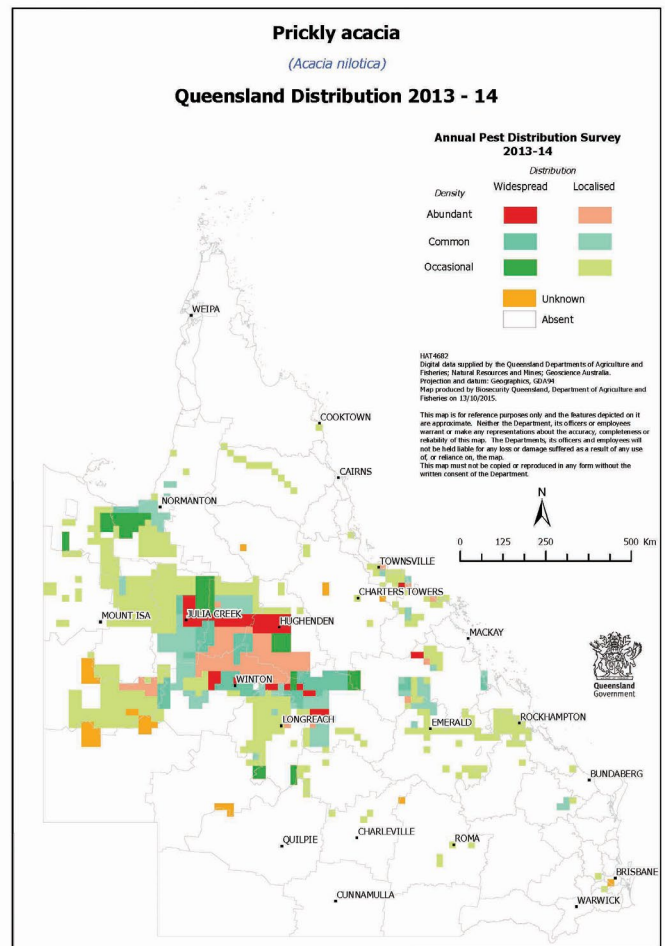 Prickly acacia
(Acacia nilotica)
Queensland Distribution 2013 - 14
Annual Pest Distribution Survey
2013-14
Distribution
Density Widespread Localised
Abundant
Common
Occasional
Unknown
Absent
HAT4682
Digital data supplied by the Queensland Departments of Agriculture and
Fisheries; Natural Resources and Mines; Geoscience Australia.
Projection and datum: Geographics, GDA94
Map produced by Biosecurity Queensland, Department of Agriculture and
Fisheries on 13/10/2015.
This map is for reference purposes only and the features depicted on it
are approximate. Neither the Department, its officers or employees
warrant or make any representations about the accuracy, completeness or
reliability of this map. The Departments, its officers and employees will
not be held liable for any loss or damage suffered as a result of any use
of, or reliance on, the map.
This map must not be copied or reproduced in any form without the
written consent of the Department.
N
0 125 250 500 Km
Queensland
Government
WEIPA
COOKTOWN
CAIRNS
NORMANTON
TOWNSVILLE
CHARTERS TOWERS
MOUNT ISA
JULIA CREEK
HUGHENDEN
MACKAY
WINTON
LONGREACH
EMERALD
ROCKHAMPTON
BUNDABERG
QUILPIE
CHARLEVILLE
ROMA
BRISBANE
CUNNAMULLA
WARWICK